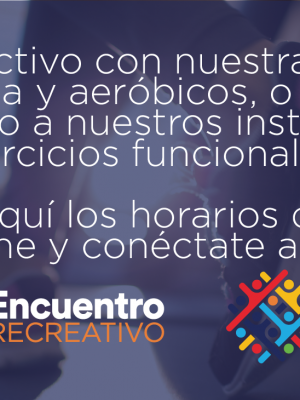 ctivo con nuestra
a y aeróbicos, o
o a nuestros inst
rcicios funcional
quí los horarios
ne y conéctate a
Encuentro
RECREATIVO